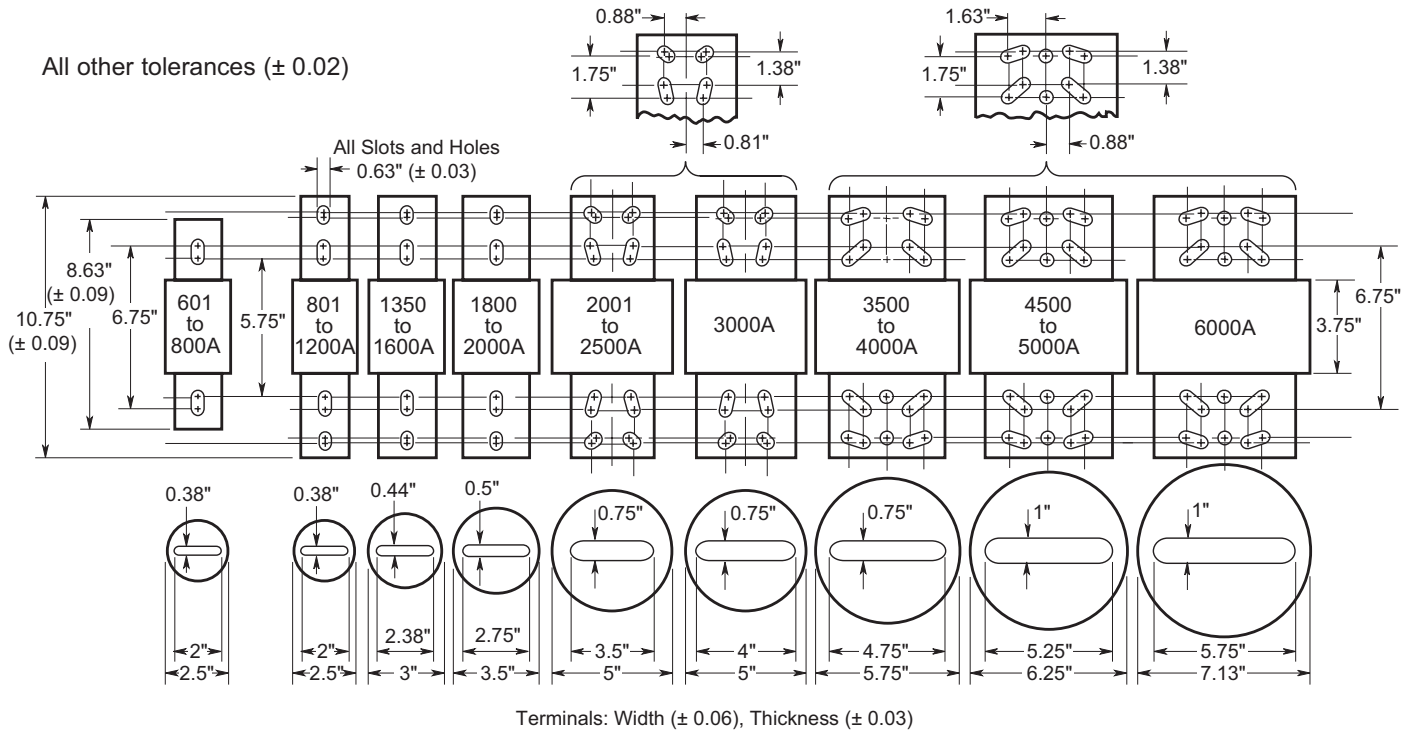 0.88"
1.63"
All other tolerances (± 0.02)
1.75"
1.38"
1.75"
1.38"
0.81"
0.88"
All Slots and Holes
0.63" (± 0.03)
8.63"
(± 0.09)
10.75"
(± 0.09)
6.75"
5.75"
601
to
800A
801
to
1200A
1350
to
1600A
1800
to
2000A
2001
to
2500A
3000A
3500
to
4000A
4500
to
5000A
6000A
3.75"
6.75"
0.38"
0.38"
0.44"
0.5"
0.75"
0.75"
0.75"
1"
1"
2"
2.5"
2"
2.5"
2.38"
3"
2.75"
3.5"
3.5"
5"
4"
5"
4.75"
5.75"
5.25"
6.25"
5.75"
7.13"
Terminals: Width (± 0.06), Thickness (± 0.03)